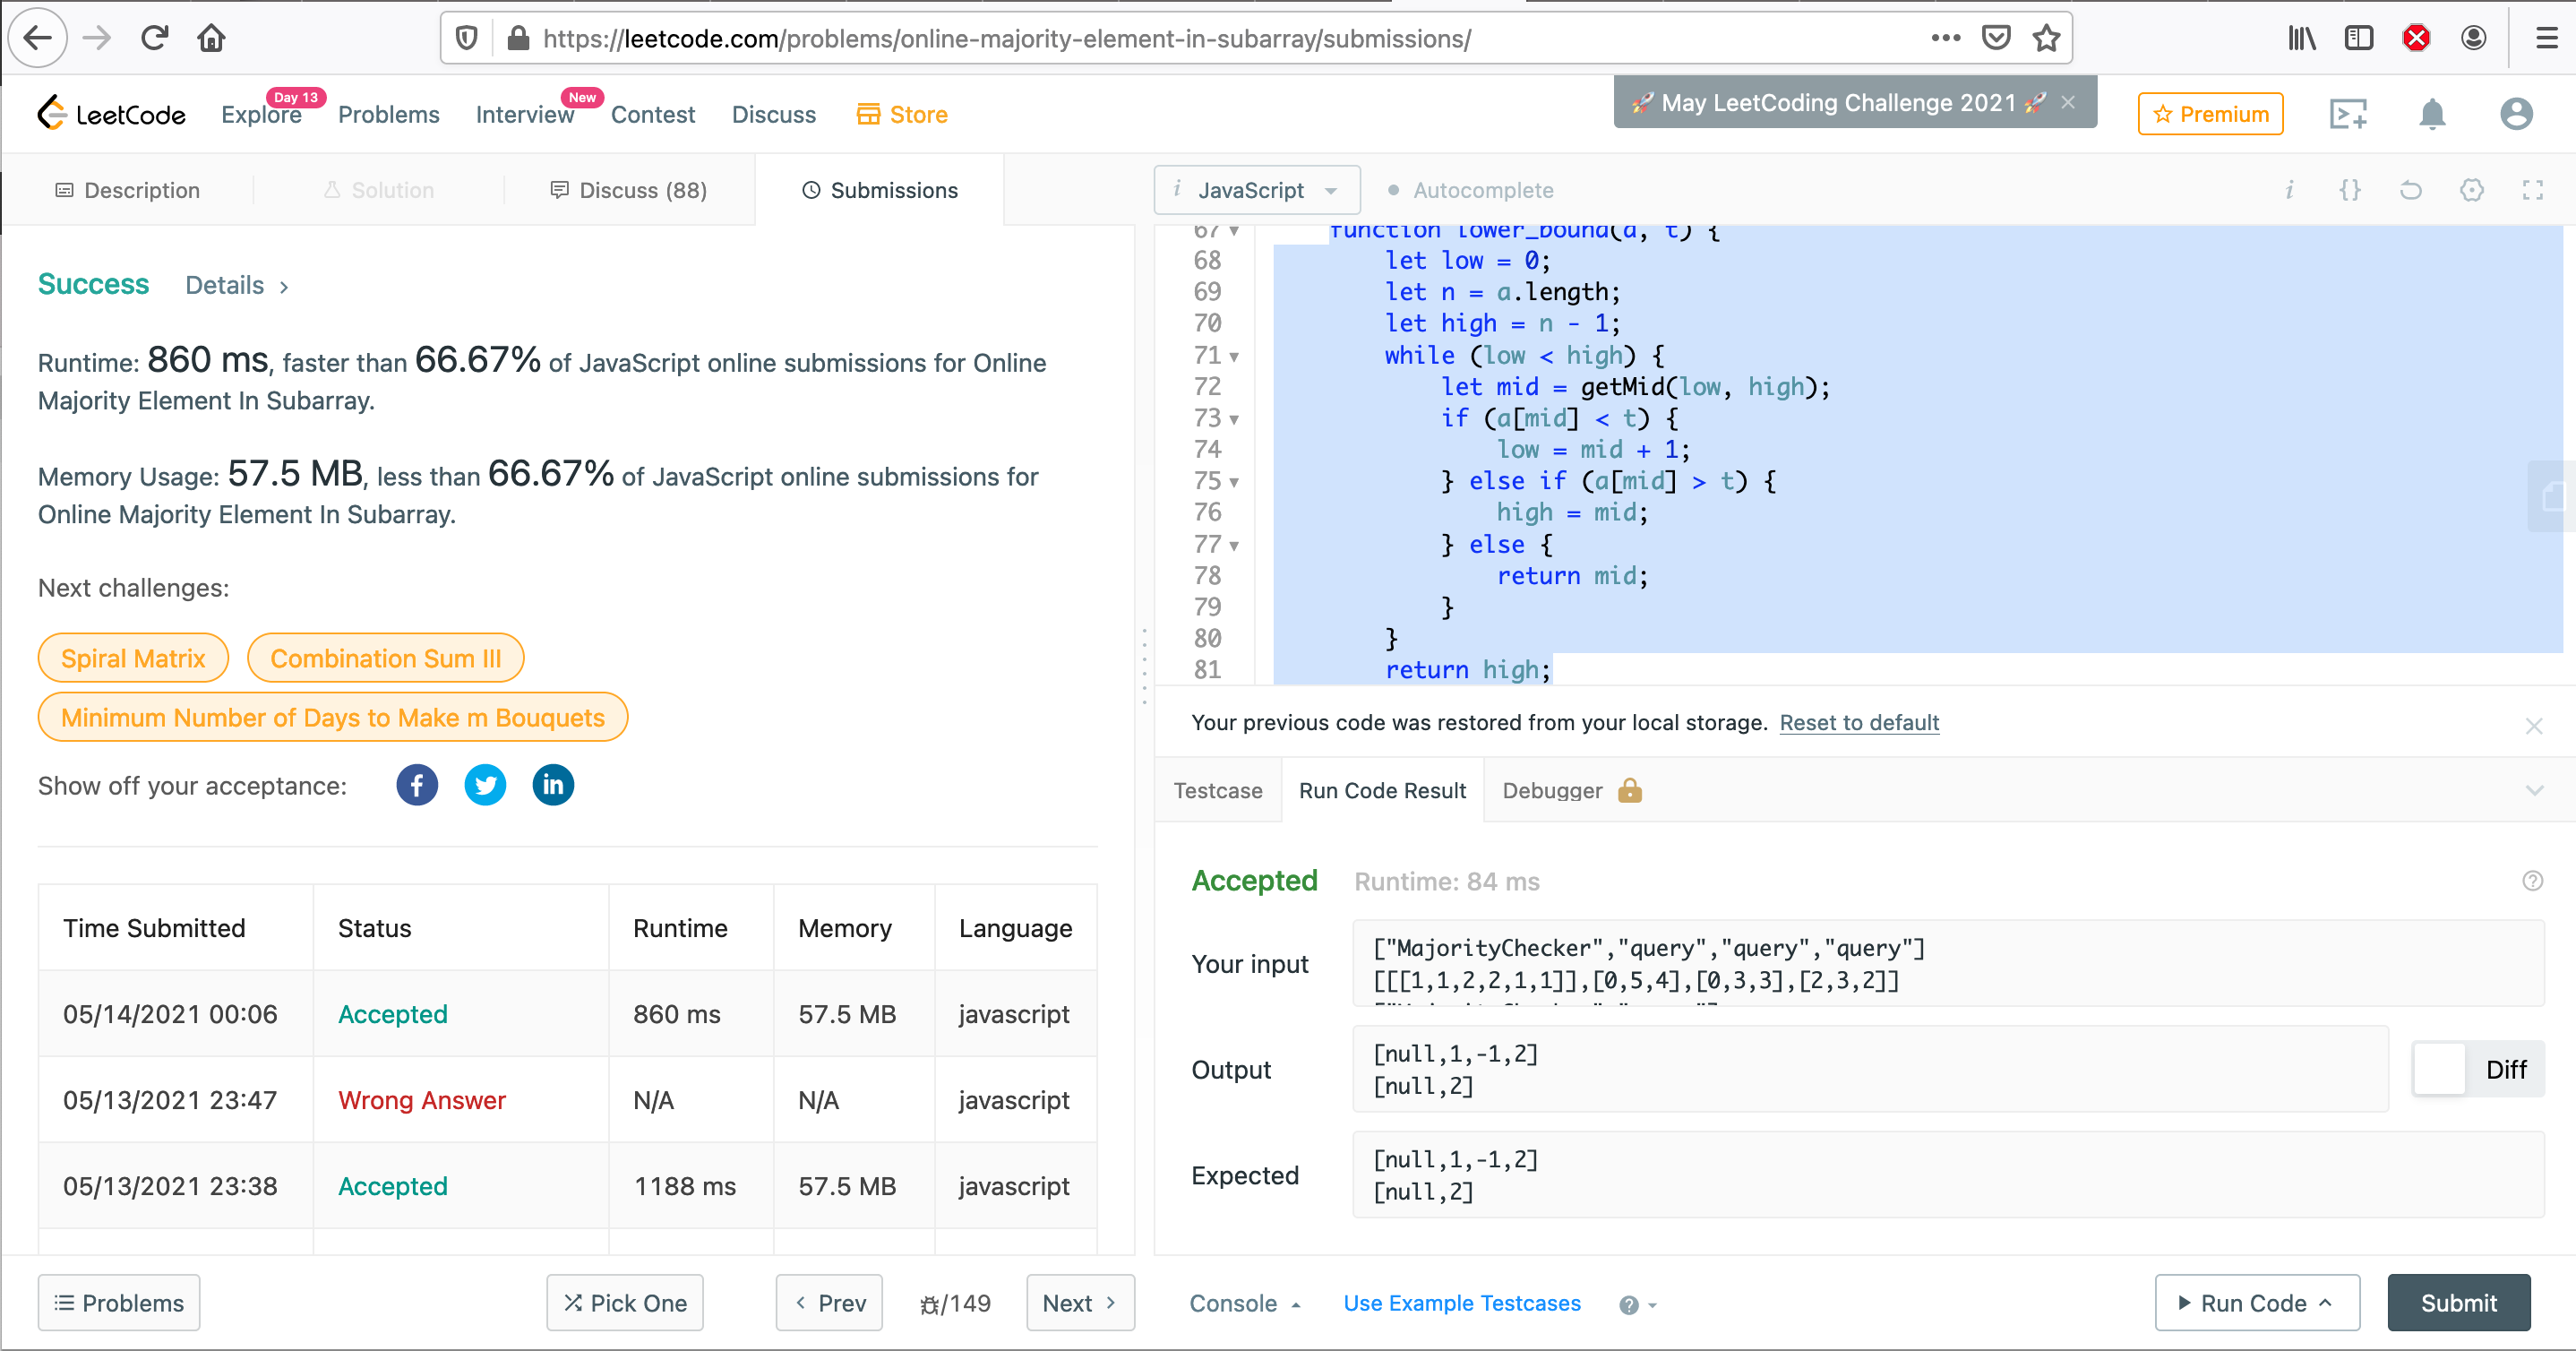 https://leetcode.com/problems/online-majority-element-in-subarray/submissions/
LeetCode
Explore
Day 13
Problems
Interview
New
Contest
Discuss
Store
🚀 May LeetCoding Challenge 2021 🚀
Premium
Description
Solution
Discuss (88)
Submissions
i JavaScript
Autocomplete
Success
Details
Runtime: 860 ms, faster than 66.67% of JavaScript online submissions for Online
Majority Element In Subarray.
Memory Usage: 57.5 MB, less than 66.67% of JavaScript online submissions for
Online Majority Element In Subarray.
Next challenges:
Spiral Matrix
Combination Sum III
Minimum Number of Days to Make m Bouquets
Show off your acceptance:
Time Submitted Status Runtime Memory Language
05/14/2021 00:06 Accepted 860 ms 57.5 MB javascript
05/13/2021 23:47 Wrong Answer N/A N/A javascript
05/13/2021 23:38 Accepted 1188 ms 57.5 MB javascript
Problems
Pick One
Prev
/149
Next
67 function lower_bound(a, t) {
68 let low = 0;
69 let n = a.length;
70 let high = n - 1;
71 while (low < high) {
72 let mid = getMid(low, high);
73 if (a[mid] < t) {
74 low = mid + 1;
75 } else if (a[mid] > t) {
76 high = mid;
77 } else {
78 return mid;
79 }
80 }
81 return high;
Your previous code was restored from your local storage. Reset to default
Testcase
Run Code Result
Debugger
Accepted
Runtime: 84 ms
Your input
["MajorityChecker","query","query","query"]
[[[1,1,2,2,1,1]],[0,5,4],[0,3,3],[2,3,2]]
Output
[null,1,-1,2]
[null,2]
Diff
Expected
[null,1,-1,2]
[null,2]
Console
Use Example Testcases
Run Code
Submit